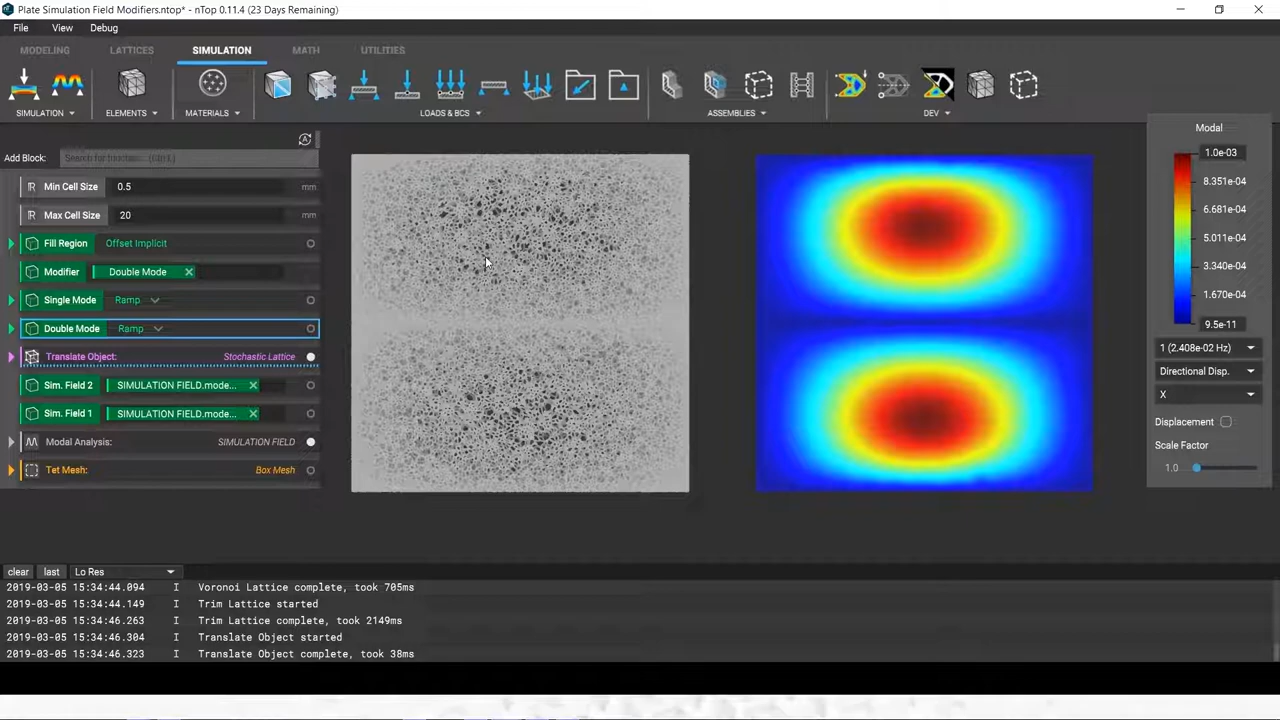 Plate Simulation Field Modifiers.ntop* - nTop 0.11.4 (23 Days Remaining)
File View Debug
MODELING LATTICES SIMULATION MATH UTILITIES
SIMULATION ELEMENTS MATERIALS LOADS & BCS ASSEMBLIES DEV
Add Block:
Min Cell Size 0.5 mm
Max Cell Size 20 mm
Fill Region Offset Implicit
Modifier Double Mode
Single Mode Ramp
Double Mode Ramp
Translate Object: Stochastic Lattice
Sim. Field 2 SIMULATION FIELD.mode...
Sim. Field 1 SIMULATION FIELD.mode...
Modal Analysis: SIMULATION FIELD
Tet Mesh: Box Mesh
Modal
1.0e-03
8.351e-04
6.681e-04
5.011e-04
3.340e-04
1.670e-04
9.5e-11
1 (2.408e-02 Hz)
Directional Disp.
X
Displacement
Scale Factor
1.0
clear last Lo Res
2019-03-05 15:34:44.094 I Voronoi Lattice complete, took 705ms
2019-03-05 15:34:44.149 I Trim Lattice started
2019-03-05 15:34:46.263 I Trim Lattice complete, took 2149ms
2019-03-05 15:34:46.304 I Translate Object started
2019-03-05 15:34:46.323 I Translate Object complete, took 38ms